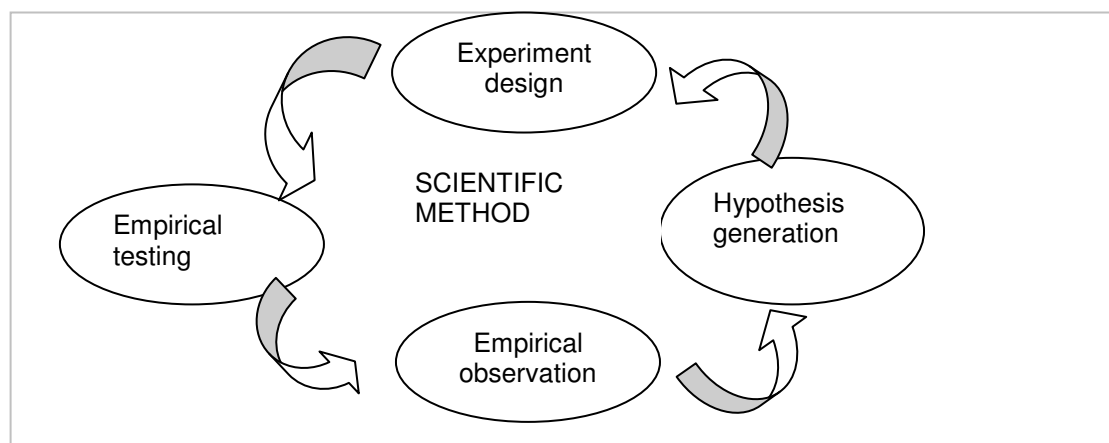 Experiment
design
SCIENTIFIC
METHOD
Hypothesis
generation
Empirical
testing
Empirical
observation